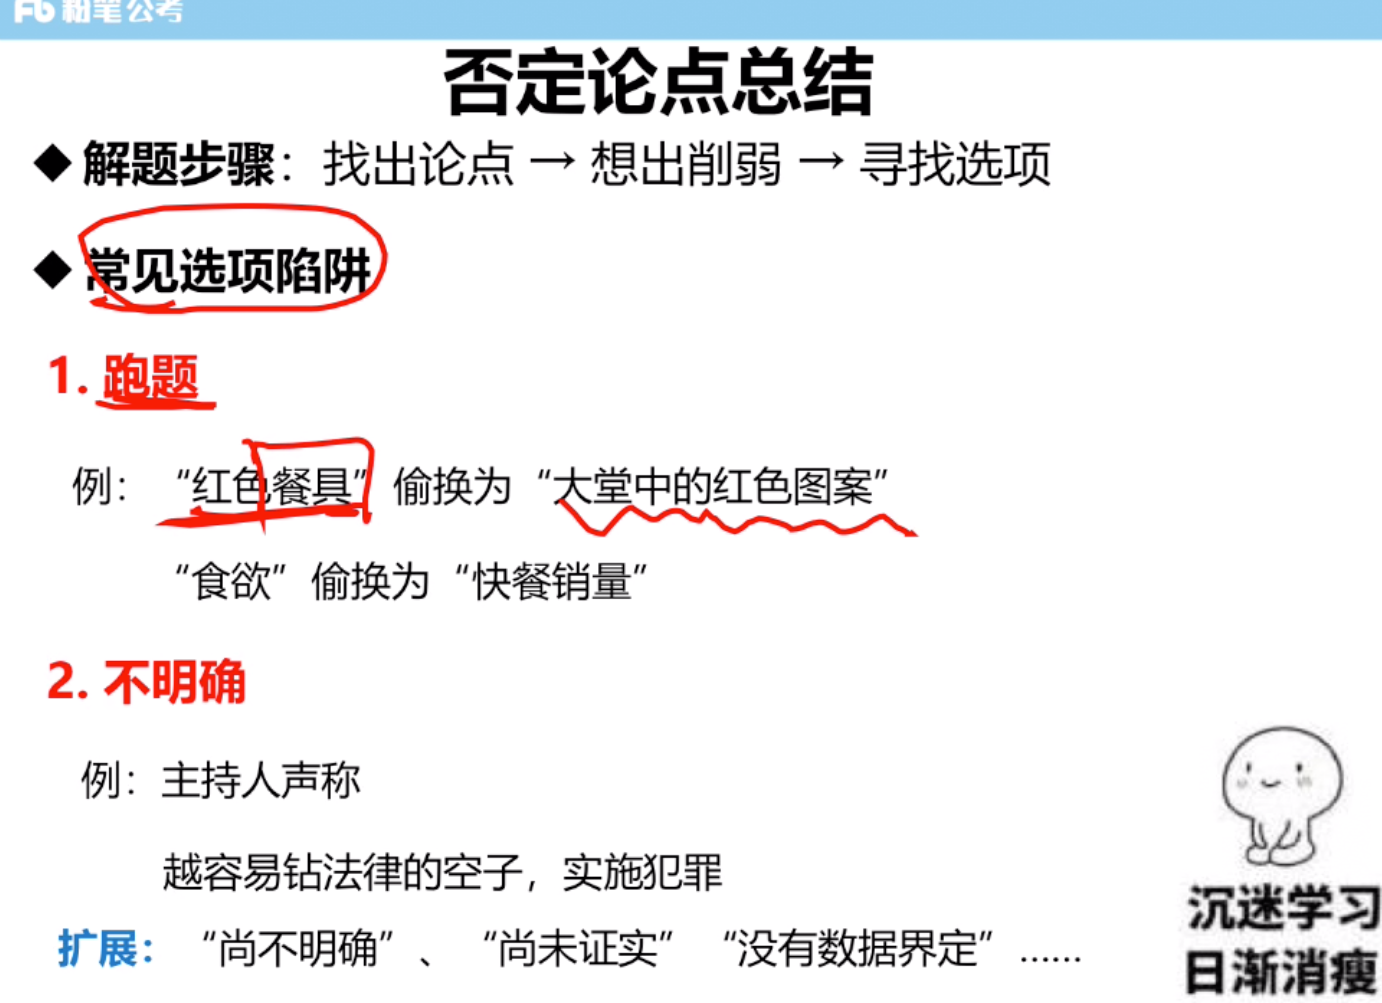 Fb 粉笔公考
否定论点总结
◆ 解题步骤：找出论点 → 想出削弱 → 寻找选项
◆ 常见选项陷阱
1. 跑题
例：“红色餐具”偷换为“大堂中的红色图案”
“食欲”偷换为“快餐销量”
2. 不明确
例：主持人声称
越容易钻法律的空子，实施犯罪
扩展：“尚不明确”、“尚未证实”“没有数据界定”……
沉迷学习
日渐消瘦